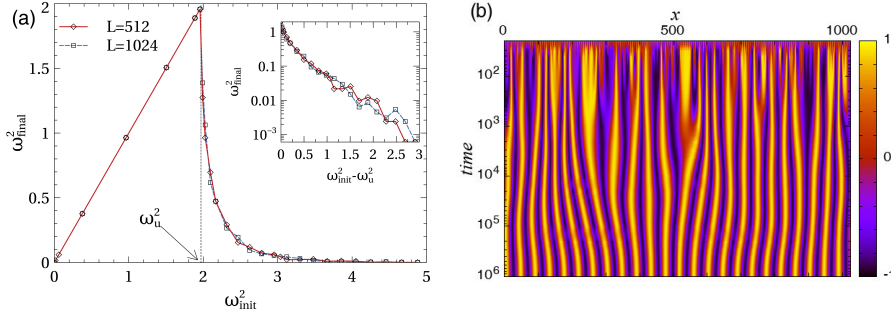 (a)
L=512
L=1024
2
1.5
1
0.5
0
ω²final
0 1 2 3 4 5
ω²init
ω²u
1
0.1
0.01
10⁻³
ωfinal
0 0.5 1 1.5 2 2.5 3
ω²init-ω²u
(b)
x
0 500 1000
10²
10³
10⁴
10⁵
10⁶
time
1
0
-1